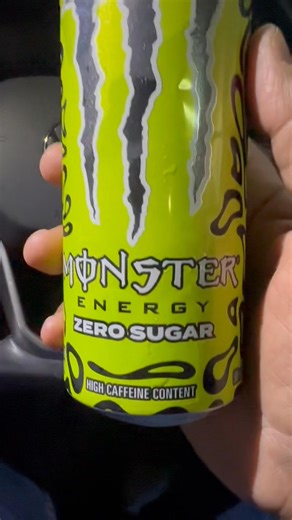 MONSTER
ENERGY
ZERO SUGAR
HIGH CAFFEINE CONTENT